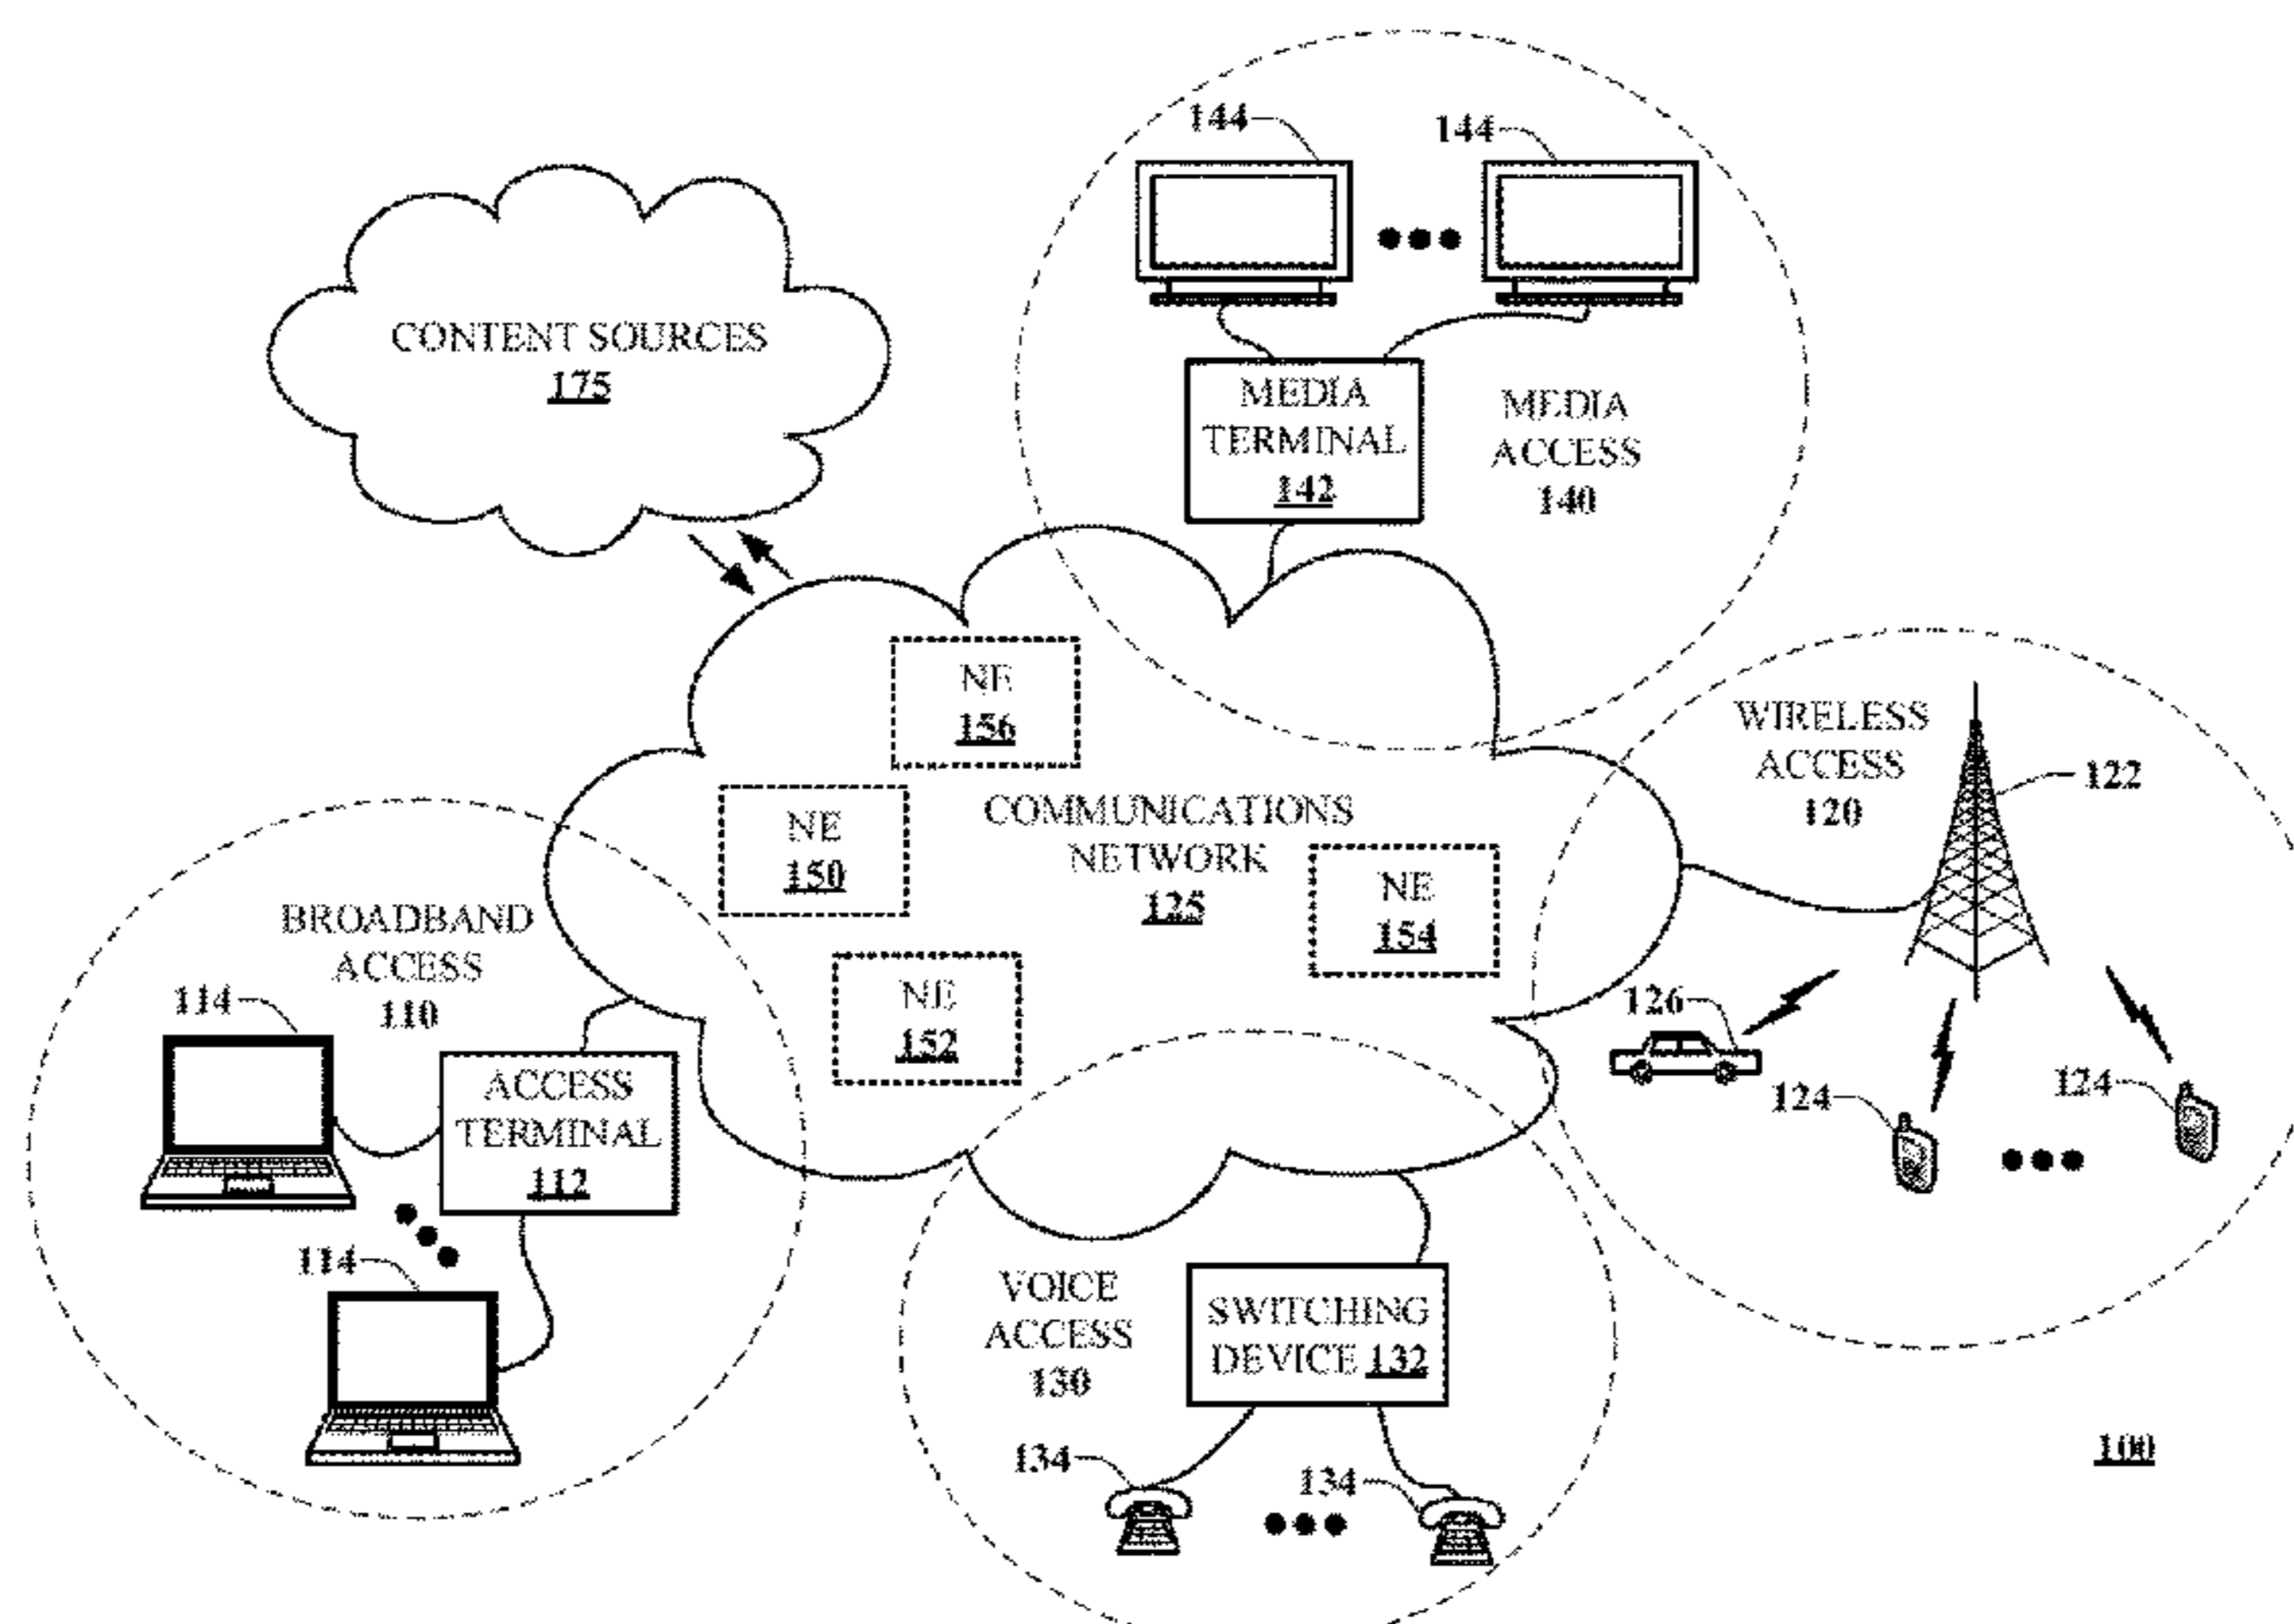 144
144
CONTENT SOURCES
175
MEDIA
TERMINAL
142
MEDIA
ACCESS
140
NE
156
WIRELESS
ACCESS
120
122
NE
150
COMMUNICATIONS
NETWORK
125
NE
154
BROADBAND
ACCESS
110
NE
152
114
126
ACCESS
TERMINAL
112
124
124
114
VOICE
ACCESS
130
SWITCHING
DEVICE 132
134
134
100